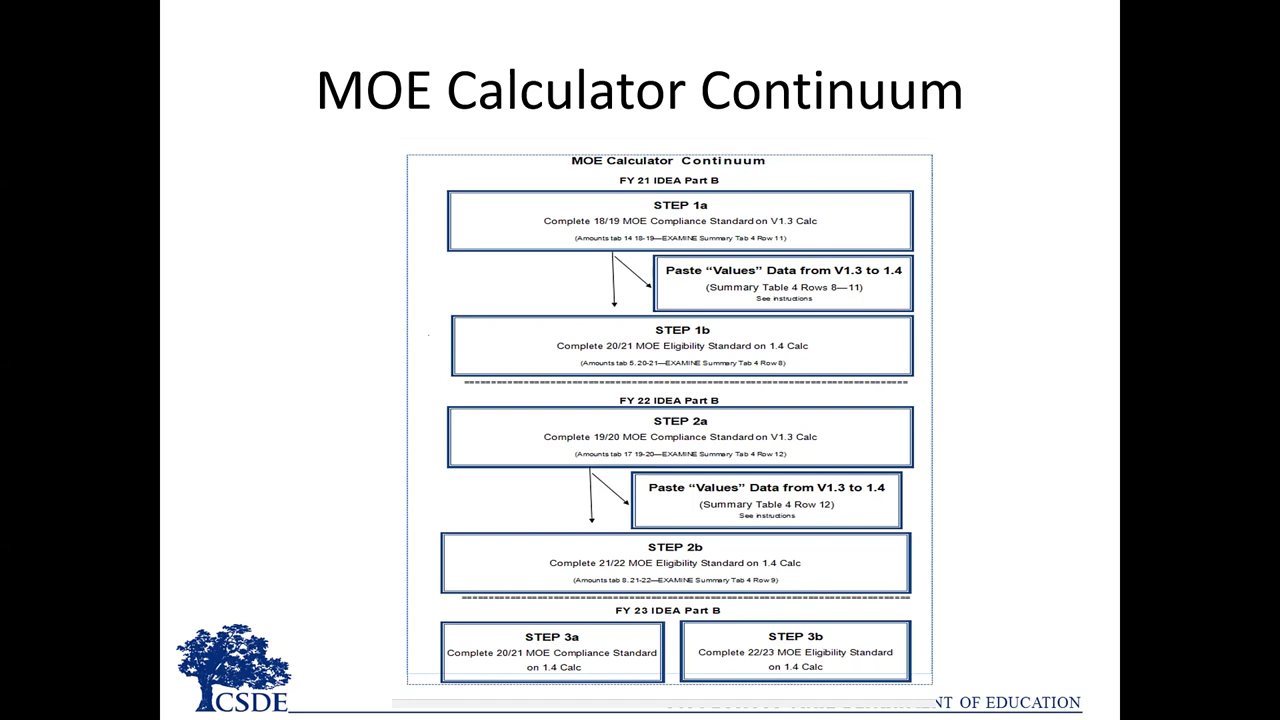 MOE Calculator Continuum
MOE Calculator Continuum
FY 21 IDEA Part B
STEP 1a
Complete 18/19 MOE Compliance Standard on V1.3 Calc
(Amounts tab 14 18-19—EXAMINE Summary Tab 4 Row 11)
Paste “Values” Data from V1.3 to 1.4
(Summary Table 4 Rows 8—11)
See instructions
STEP 1b
Complete 20/21 MOE Eligibility Standard on 1.4 Calc
(Amounts tab 5. 20-21—EXAMINE Summary Tab 4 Row 8)
FY 22 IDEA Part B
STEP 2a
Complete 19/20 MOE Compliance Standard on V1.3 Calc
(Amounts tab 17 19-20—EXAMINE Summary Tab 4 Row 12)
Paste “Values” Data from V1.3 to 1.4
(Summary Table 4 Row 12)
See instructions
STEP 2b
Complete 21/22 MOE Eligibility Standard on 1.4 Calc
(Amounts tab 8. 21-22—EXAMINE Summary Tab 4 Row 9)
FY 23 IDEA Part B
STEP 3a
Complete 20/21 MOE Compliance Standard
on 1.4 Calc
STEP 3b
Complete 22/23 MOE Eligibility Standard
on 1.4 Calc
CSDE
OF EDUCATION